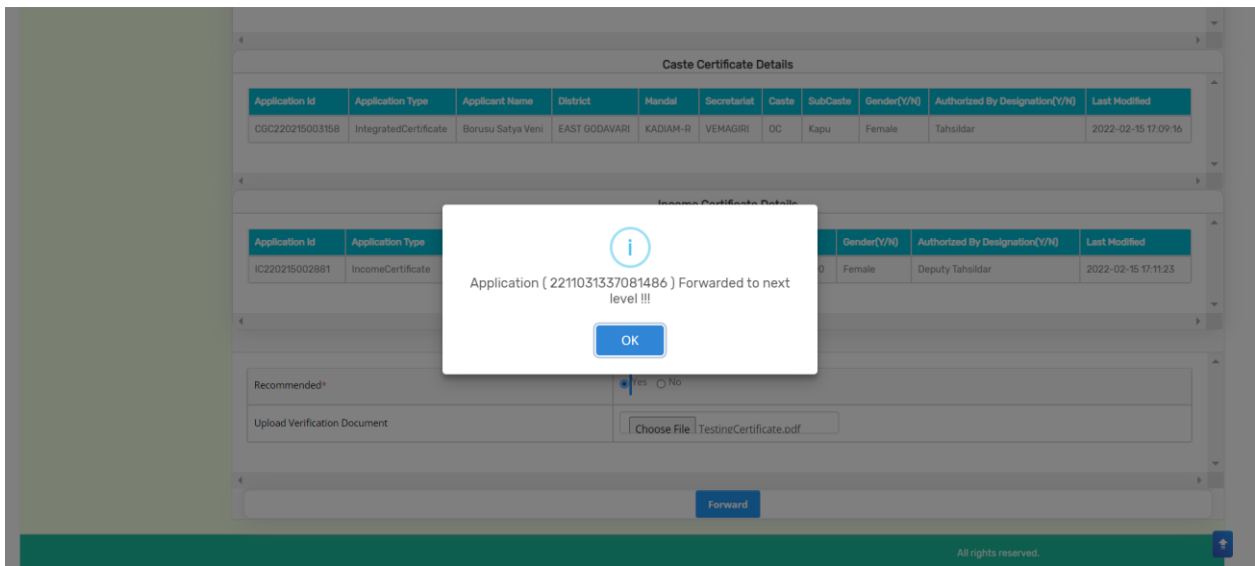 Caste Certificate Details
Application Id Application Type Applicant Name District Mandal Secretariat Caste SubCaste Gender(Y/N) Authorized By Designation(Y/N) Last Modified
CGC220215003158 IntegratedCertificate Borusu Satya Veni EAST GODAVARI KADIAM-R VEMAGIRI OC Kapu Female Tahsildar 2022-02-15 17:09:16
Income Certificate Details
Application Id Application Type Gender(Y/N) Authorized By Designation(Y/N) Last Modified
IC220215002881 IncomeCertificate 0 Female Deputy Tahsildar 2022-02-15 17:11:23
i
Application ( 2211031337081486 ) Forwarded to next
level !!!
OK
Recommended* Yes No
Upload Verification Document Choose File TestingCertificate.pdf
Forward
All rights reserved.